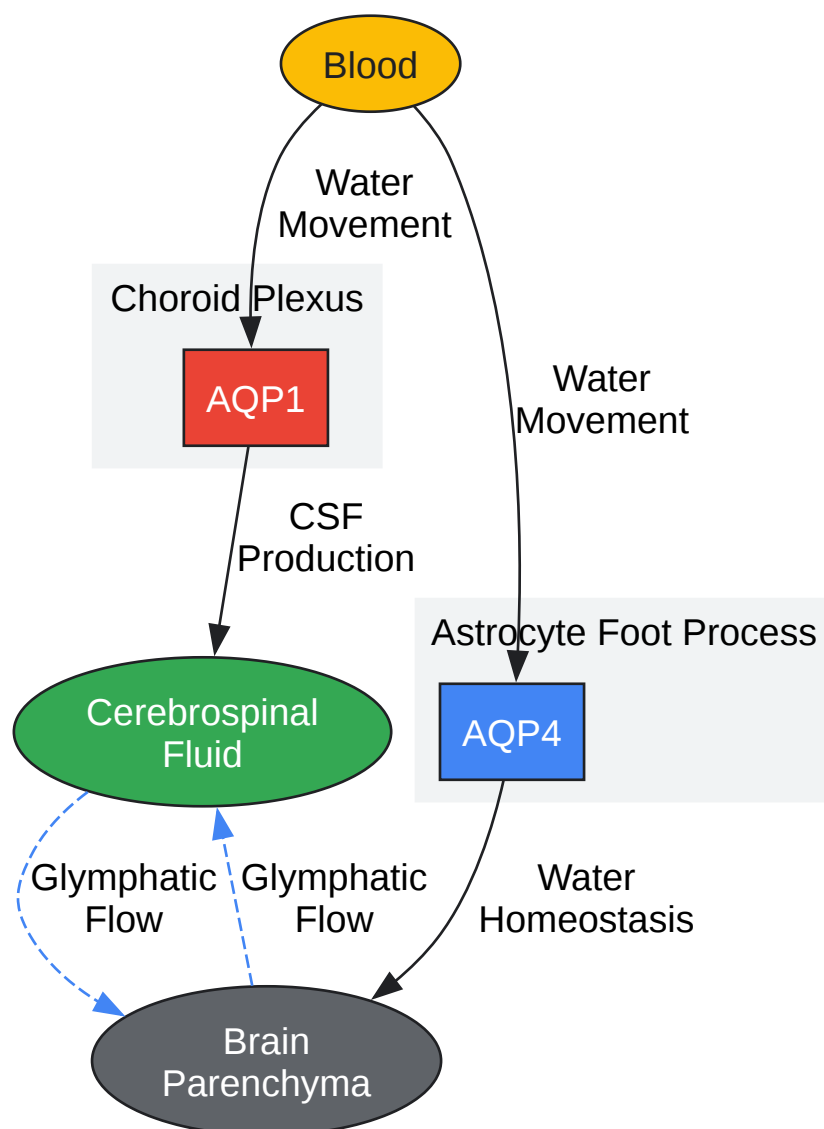 Blood
Water
Movement
Choroid Plexus
AQP1
Water
Movement
CSF
Production
Astrocyte Foot Process
AQP4
Cerebrospinal
Fluid
Glymphatic
Flow
Glymphatic
Flow
Water
Homeostasis
Brain
Parenchyma